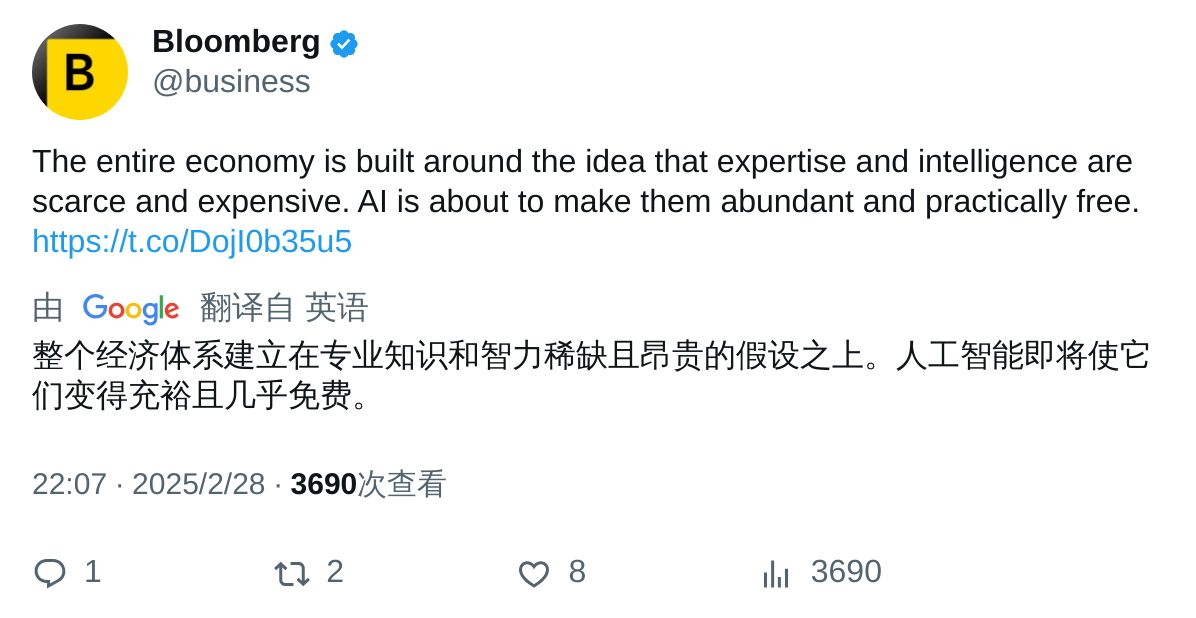 B
Bloomberg
@business
The entire economy is built around the idea that expertise and intelligence are
scarce and expensive. AI is about to make them abundant and practically free.
https://t.co/DojI0b35u5
由 Google 翻译自 英语
整个经济体系建立在专业知识和智力稀缺且昂贵的假设之上。人工智能即将使它
们变得充裕且几乎免费。
22:07 · 2025/2/28 · 3690次查看
1 2 8 3690